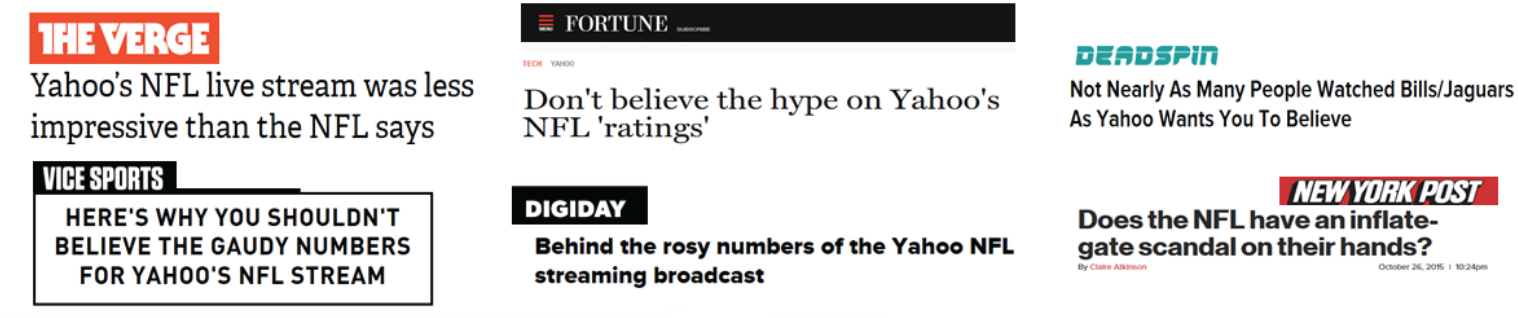 THE VERGE
Yahoo's NFL live stream was less
impressive than the NFL says
VICE SPORTS
HERE'S WHY YOU SHOULDN'T
BELIEVE THE GAUDY NUMBERS
FOR YAHOO'S NFL STREAM
MENU FORTUNE SUBSCRIBE
TECH YAHOO
Don't believe the hype on Yahoo's
NFL 'ratings'
DIGIDAY
Behind the rosy numbers of the Yahoo NFL
streaming broadcast
DEADSPIN
Not Nearly As Many People Watched Bills/Jaguars
As Yahoo Wants You To Believe
NEW YORK POST
Does the NFL have an inflate-
gate scandal on their hands?
By Claire Atkinson October 26, 2015 | 10:24pm